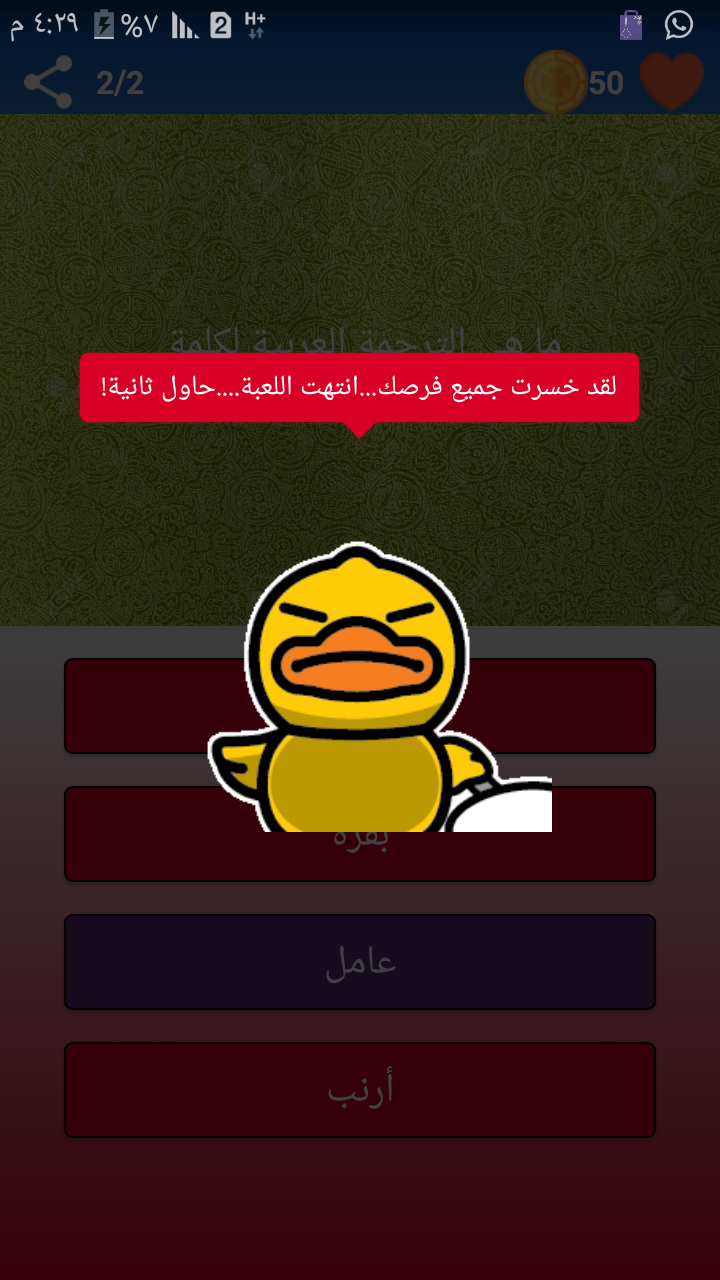 ٤:٢٩ م %٧ 2 H+
2/2 50
ما هي الترجمة العربية لكلمة
لقد خسرت جميع فرصك...انتهت اللعبة....حاول ثانية!
بقرة
عامل
أرنب